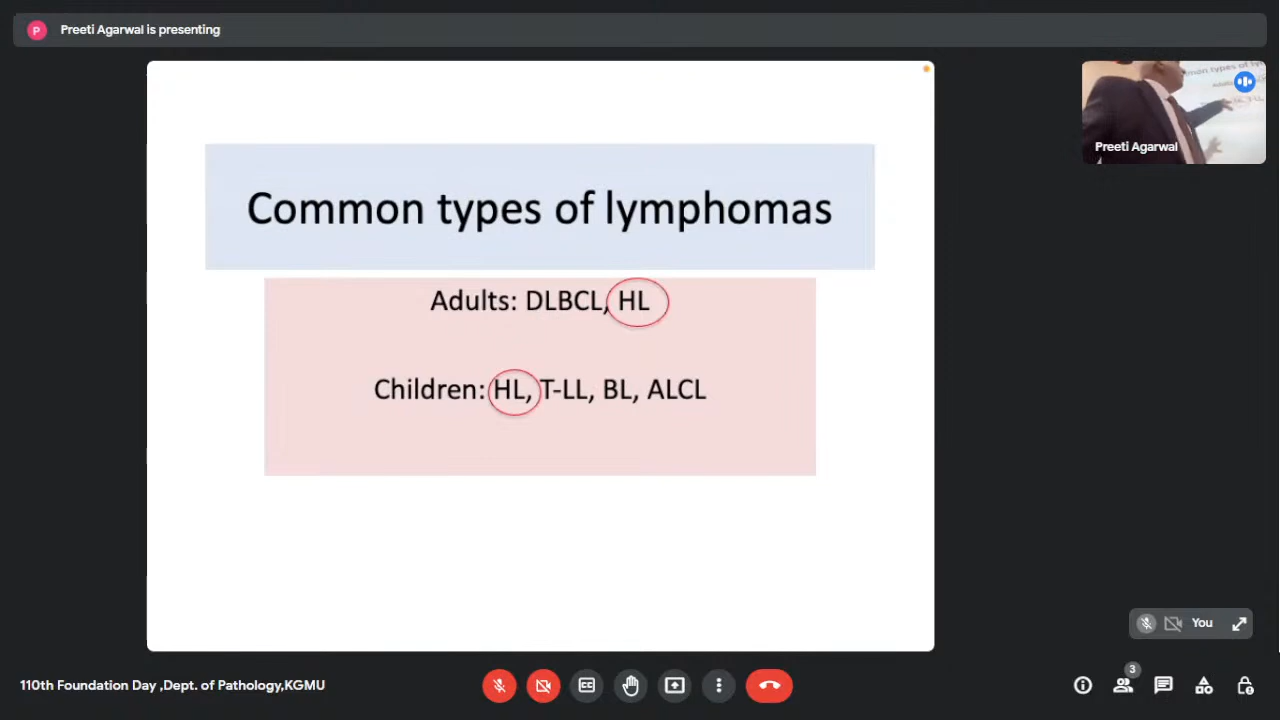 P
Preeti Agarwal is presenting
Common types of lymphomas
Adults: DLBCL, HL
Children: HL, T-LL, BL, ALCL
Preeti Agarwal
You
3
110th Foundation Day ,Dept. of Pathology,KGMU
CC